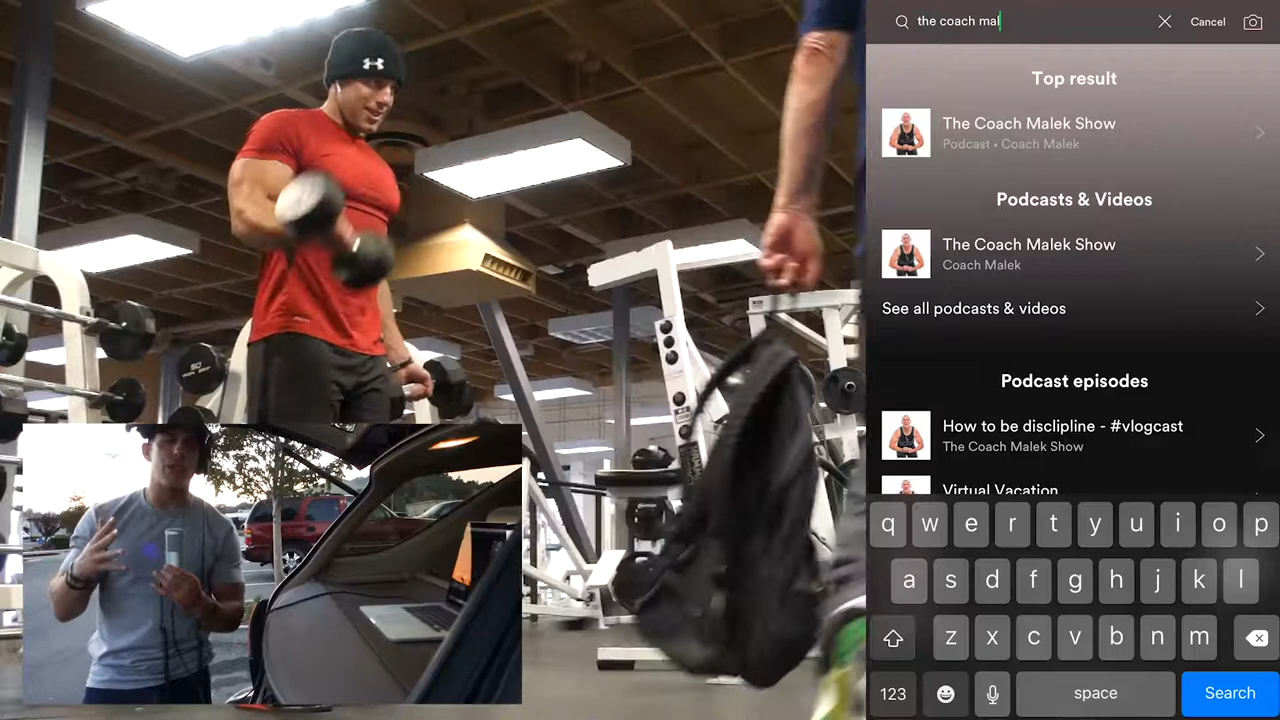 the coach mal
Cancel
Top result
The Coach Malek Show
Podcast • Coach Malek
Podcasts & Videos
The Coach Malek Show
Coach Malek
See all podcasts & videos
Podcast episodes
How to be disclipline - #vlogcast
The Coach Malek Show
Virtual Vacation
q w e r t y u i o p
a s d f g h j k l
z x c v b n m
123
space
Search
50